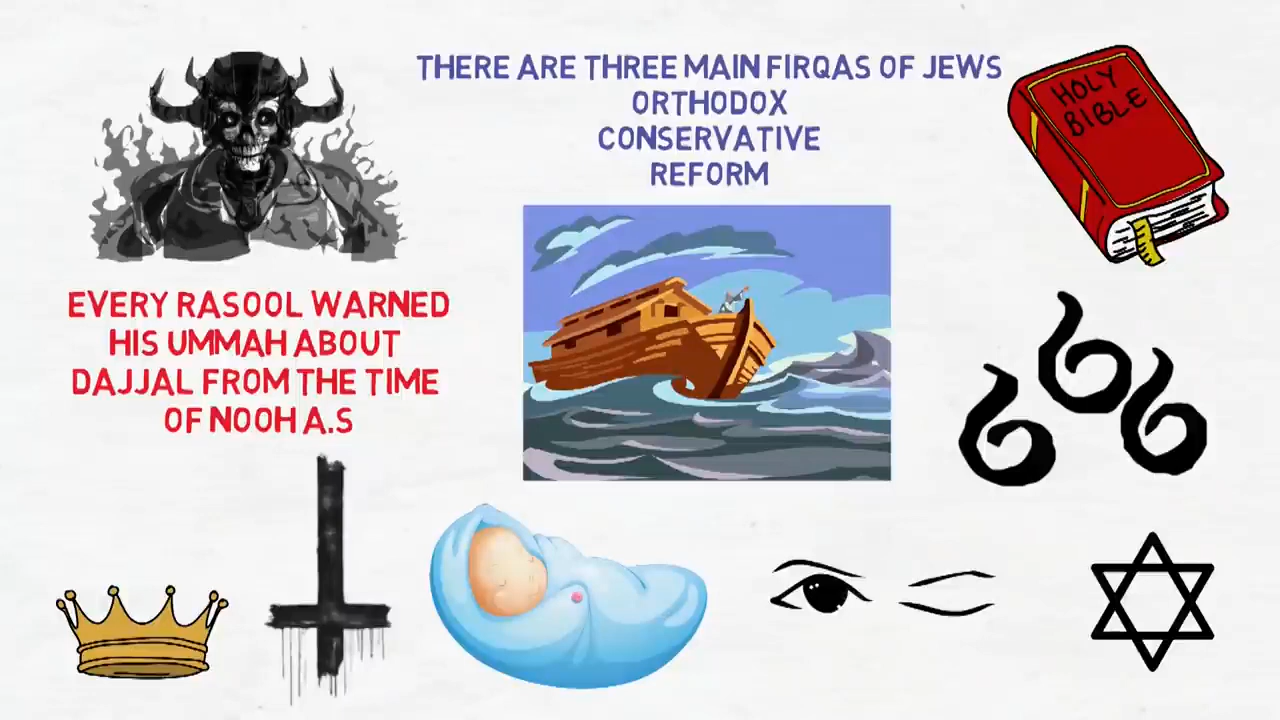 THERE ARE THREE MAIN FIRQAS OF JEWS
ORTHODOX
CONSERVATIVE
REFORM
HOLY
BIBLE
EVERY RASOOL WARNED
HIS UMMAH ABOUT
DAJJAL FROM THE TIME
OF NOOH A.S
666